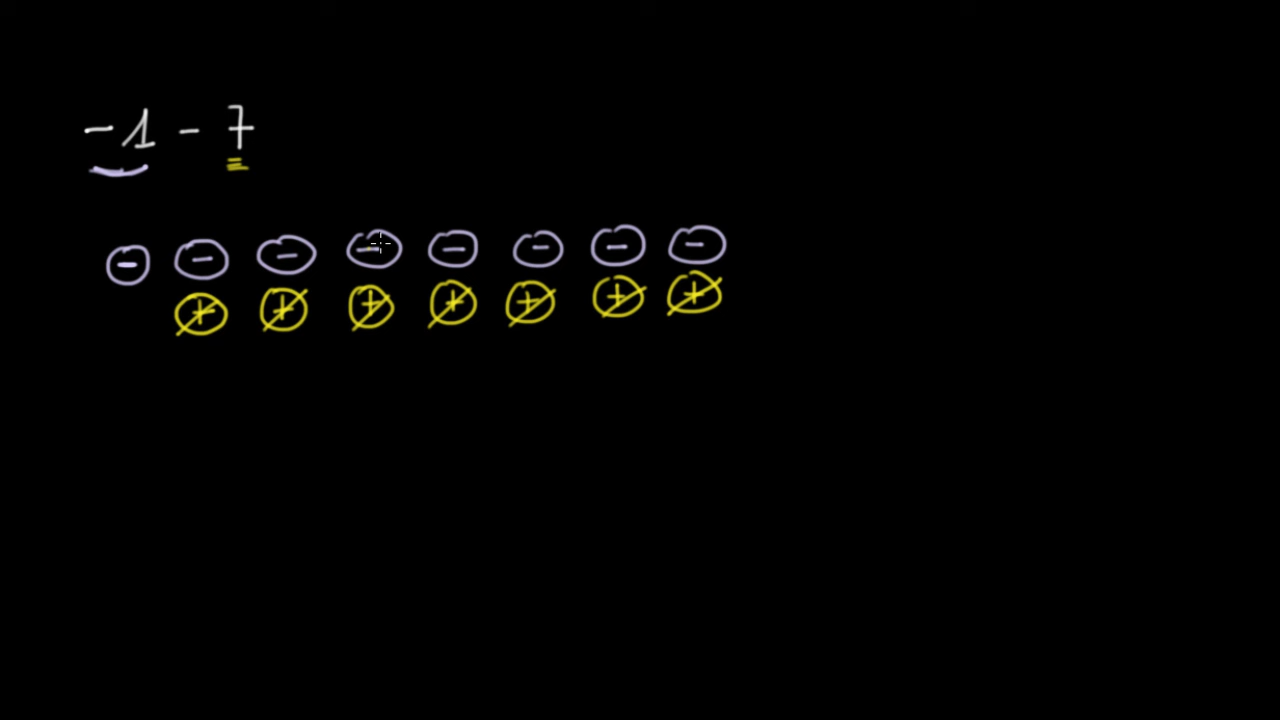 -1 - 7
- - - - - - - -
+ + + + + + +